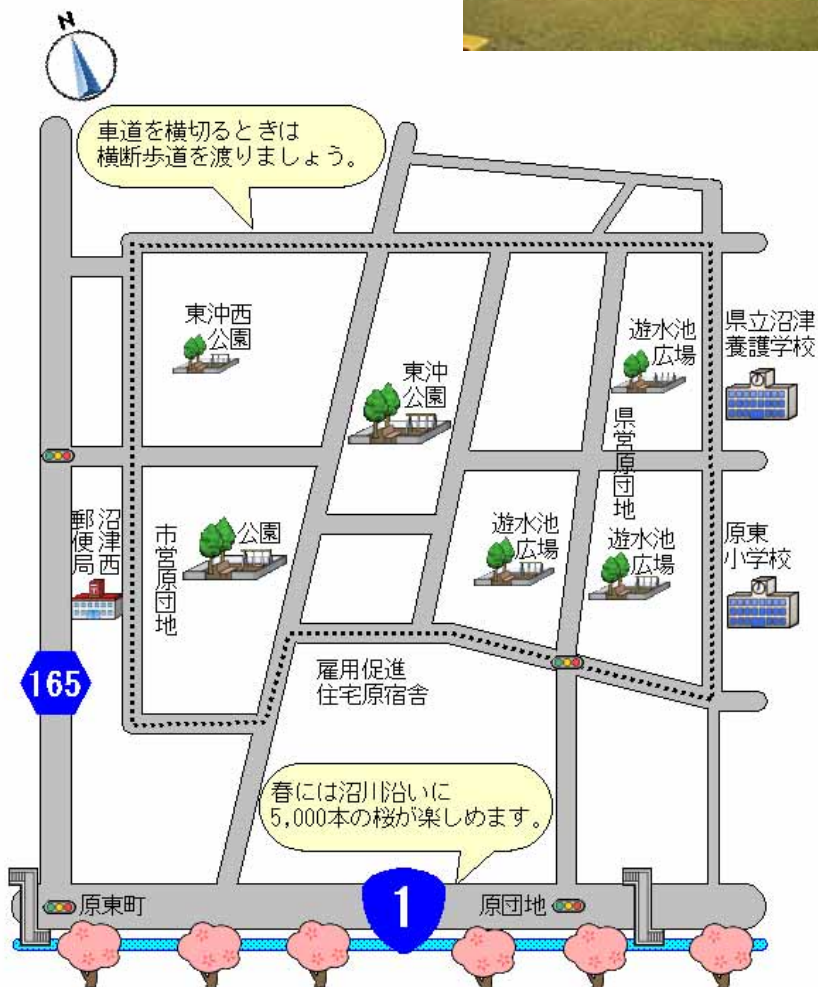 N
車道を横切るときは
横断歩道を渡りましょう。
東沖西
公園
東沖
公園
遊水池
広場
県立沼津
養護学校
県営原団地
沼津西
郵便局
市営原団地
公園
遊水池
広場
遊水池
広場
原東
小学校
165
雇用促進
住宅原宿舎
春には沼川沿いに
5,000本の桜が楽しめます。
原東町
1
原団地